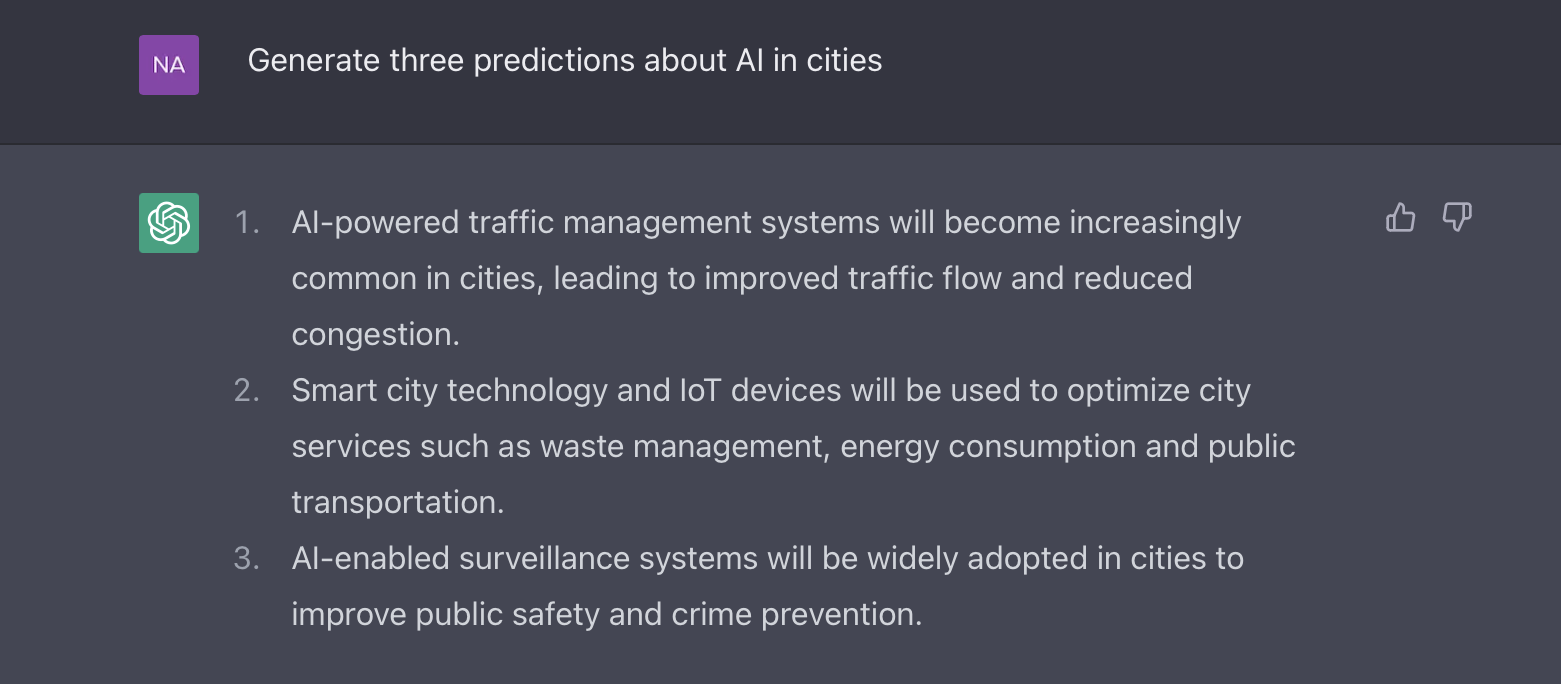 NA
Generate three predictions about AI in cities
1. AI-powered traffic management systems will become increasingly
common in cities, leading to improved traffic flow and reduced
congestion.
2. Smart city technology and IoT devices will be used to optimize city
services such as waste management, energy consumption and public
transportation.
3. AI-enabled surveillance systems will be widely adopted in cities to
improve public safety and crime prevention.